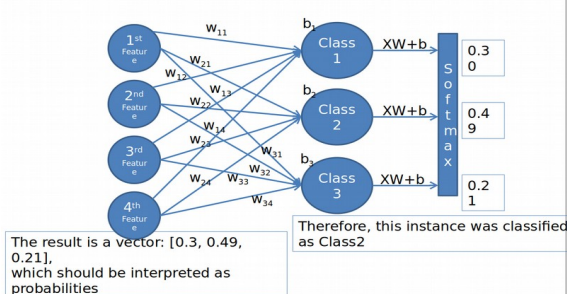 1st
Featur
e
2nd
Featur
e
3rd
Featur
e
4th
Featur
e
w11
w21
w12
w13
w22
w14
w23
w31
w32
w24
w33
w34
b1
Class
1
b2
Class
2
b3
Class
3
XW+b
XW+b
XW+b
S
o
f
t
m
a
x
0.3
0
0.4
9
0.2
1
The result is a vector: [0.3, 0.49,
0.21],
which should be interpreted as
probabilities
Therefore, this instance was classified
as Class2